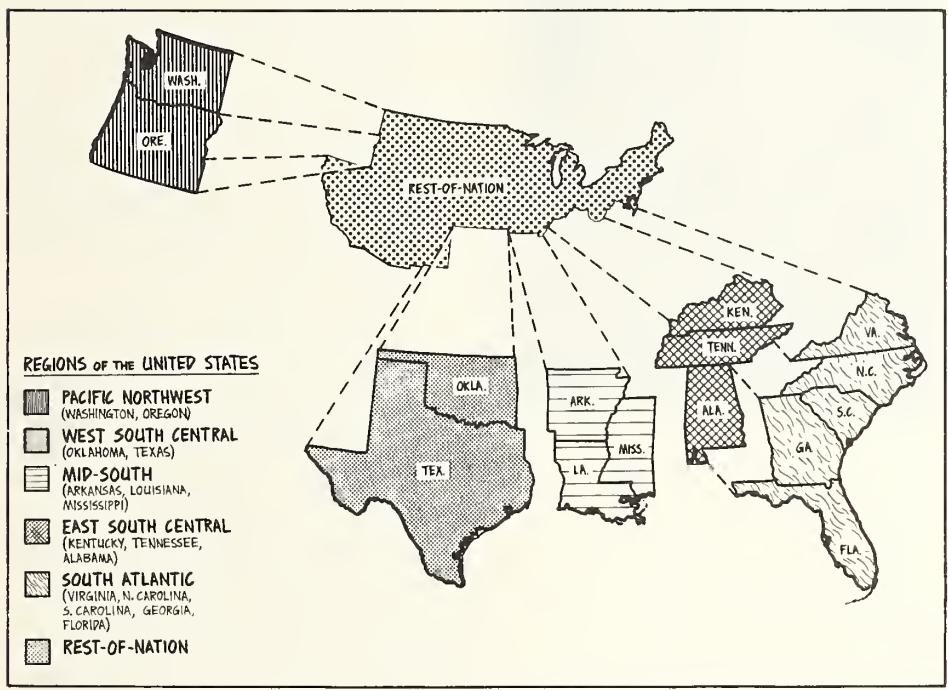 WASH.
ORE.
REST-OF-NATION
KEN.
TENN.
VA.
N.C.
S.C.
ALA.
GA.
FLA.
OKLA.
TEX.
ARK.
MISS.
LA.
REGIONS OF THE UNITED STATES
PACIFIC NORTHWEST
(WASHINGTON, OREGON)
WEST SOUTH CENTRAL
(OKLAHOMA, TEXAS)
MID-SOUTH
(ARKANSAS, LOUISIANA,
MISSISSIPPI)
EAST SOUTH CENTRAL
(KENTUCKY, TENNESSEE,
ALABAMA)
SOUTH ATLANTIC
(VIRGINIA, N. CAROLINA,
S. CAROLINA, GEORGIA,
FLORIDA)
REST-OF-NATION